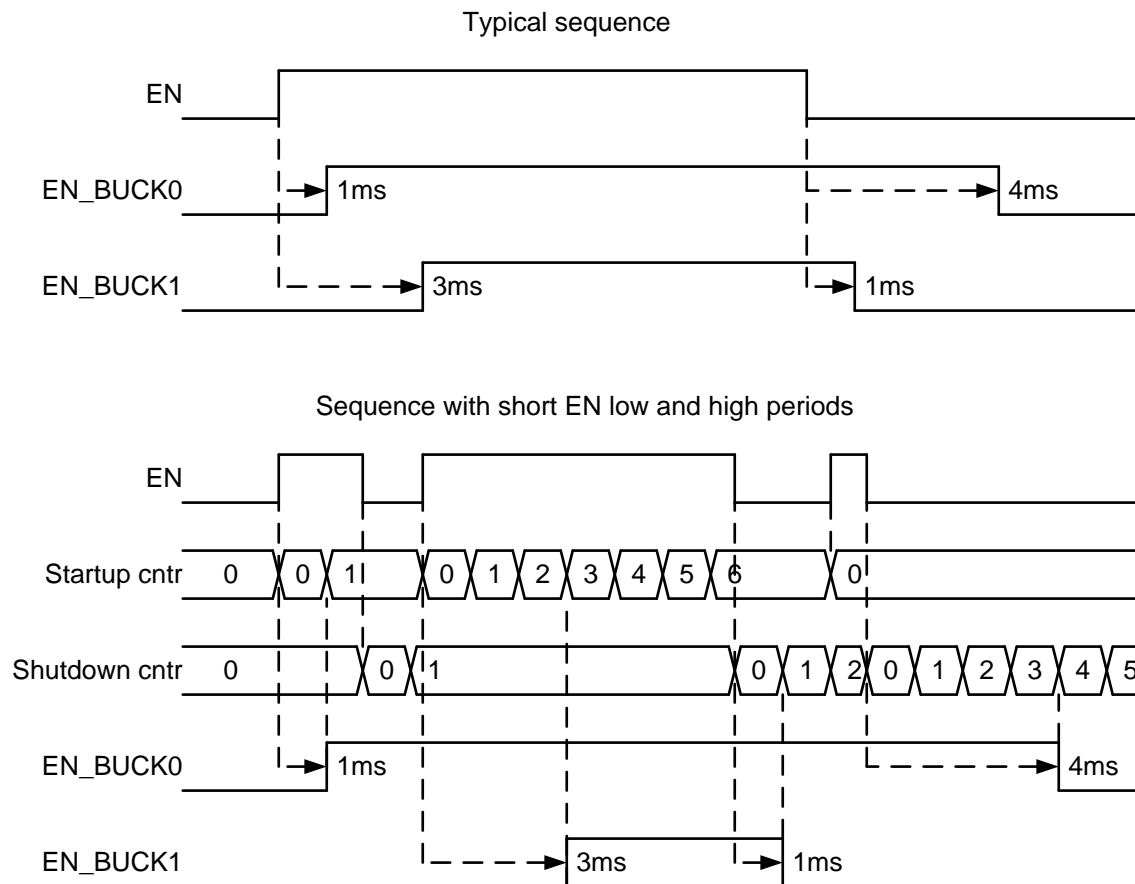 Typical sequence
EN
EN_BUCK0 1ms 4ms
EN_BUCK1 3ms 1ms
Sequence with short EN low and high periods
EN
Startup cntr 0 0 1 0 1 2 3 4 5 6 0
Shutdown cntr 0 0 1 0 1 2 0 1 2 3 4 5
EN_BUCK0 1ms 4ms
EN_BUCK1 3ms 1ms